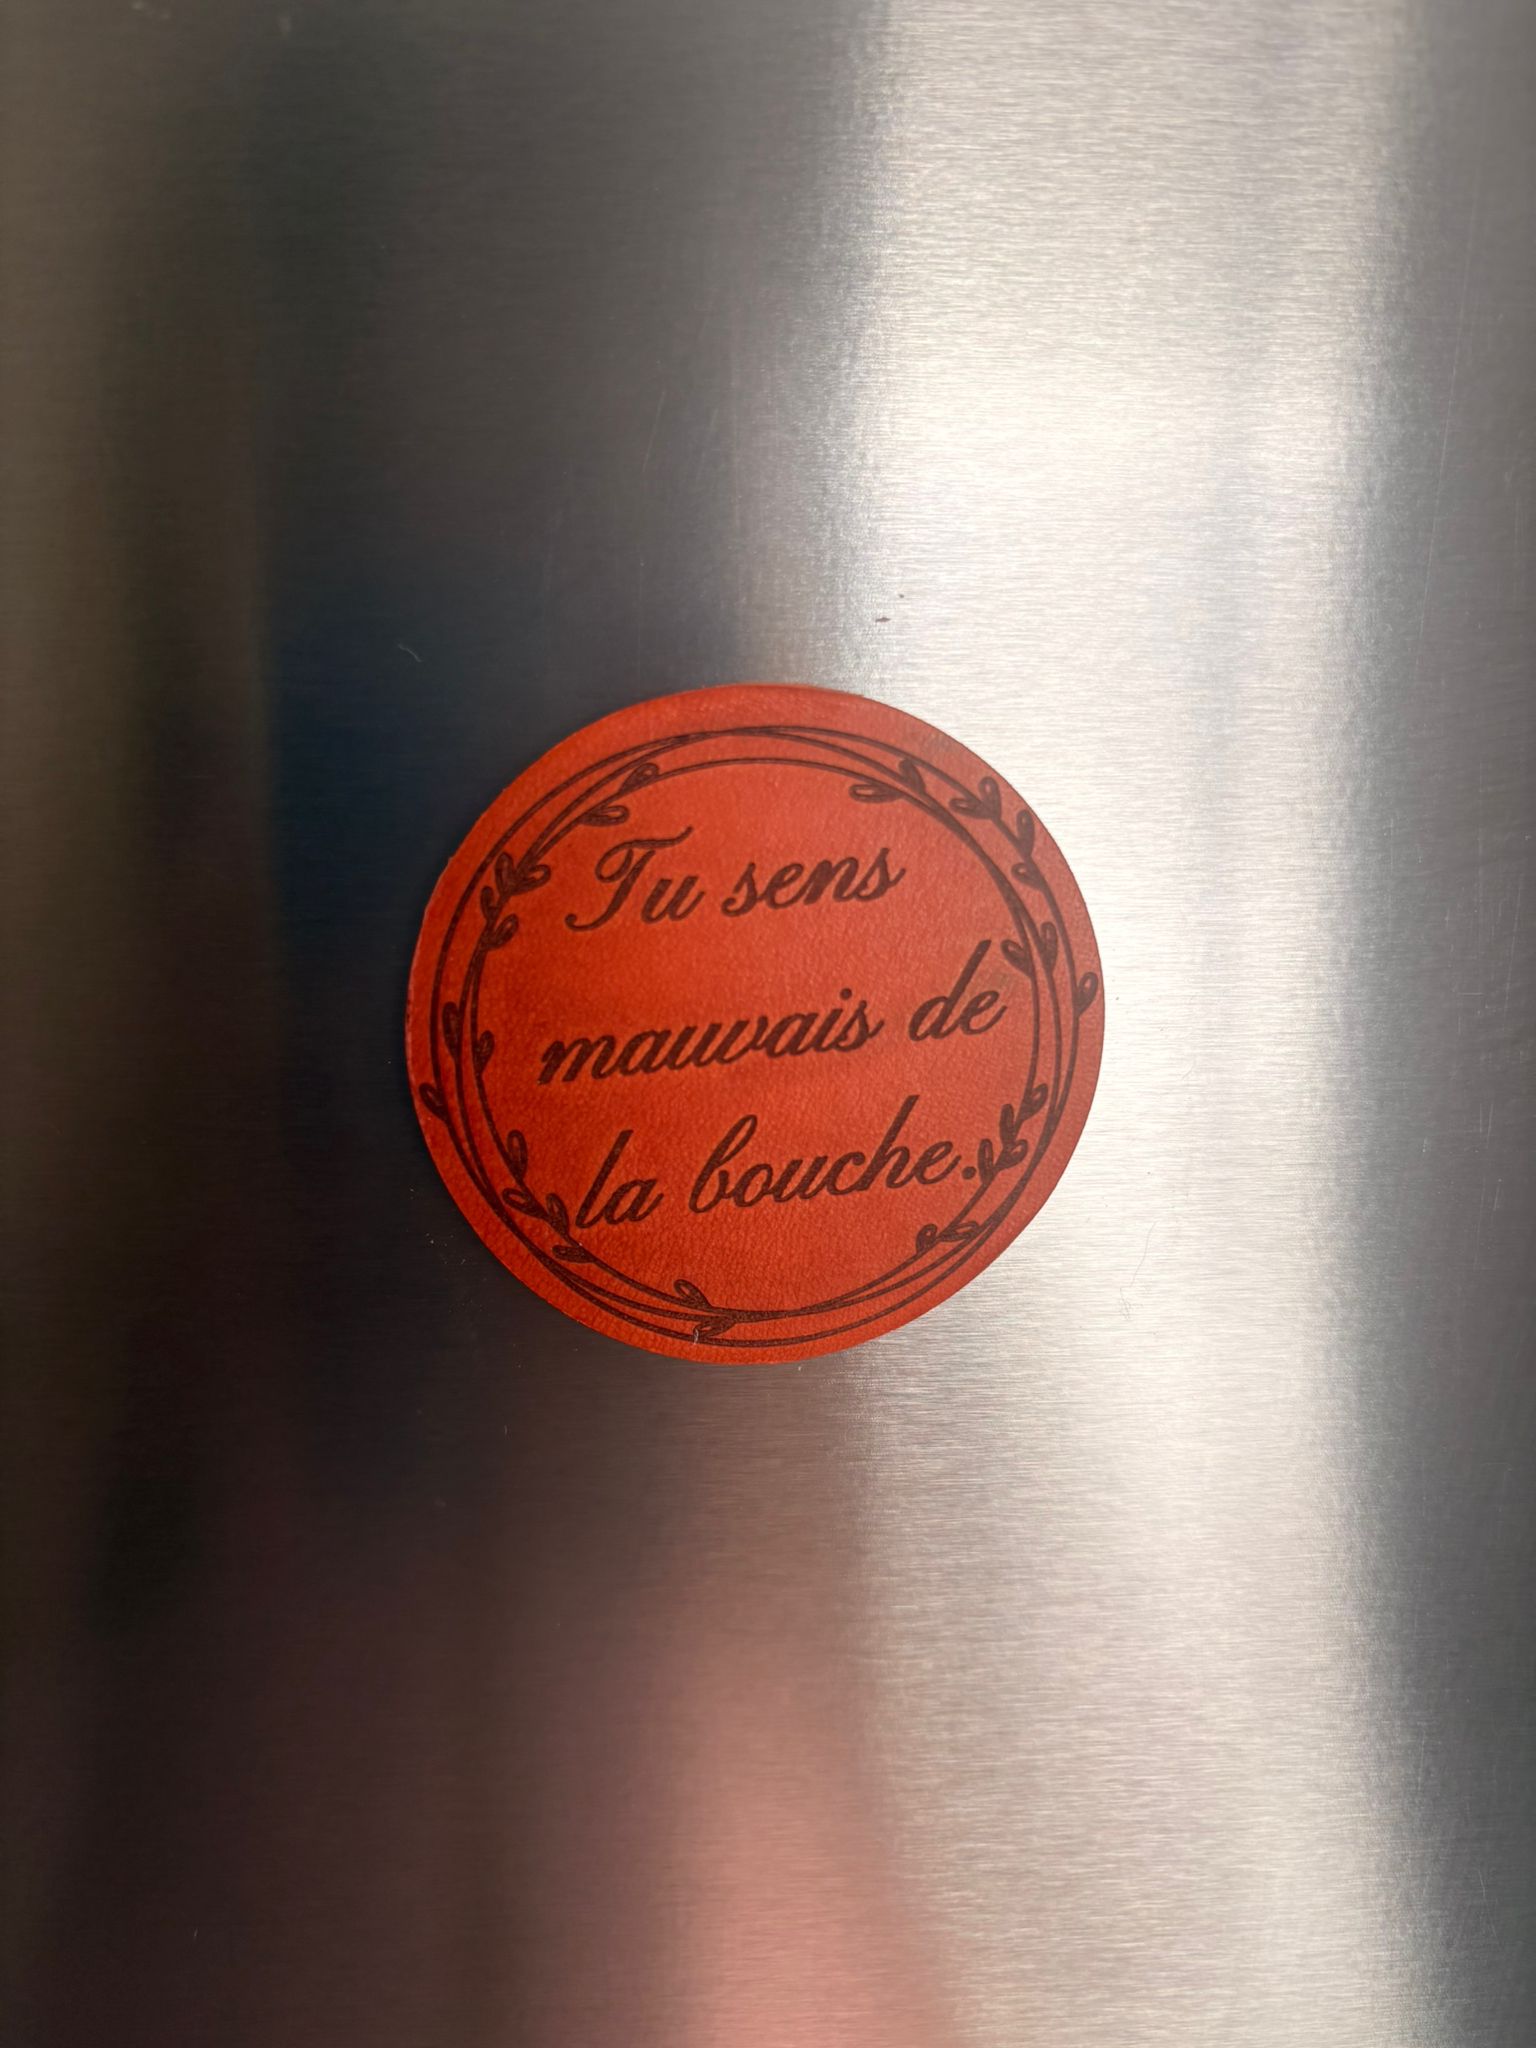 Tu sens
mauvais de
la bouche.